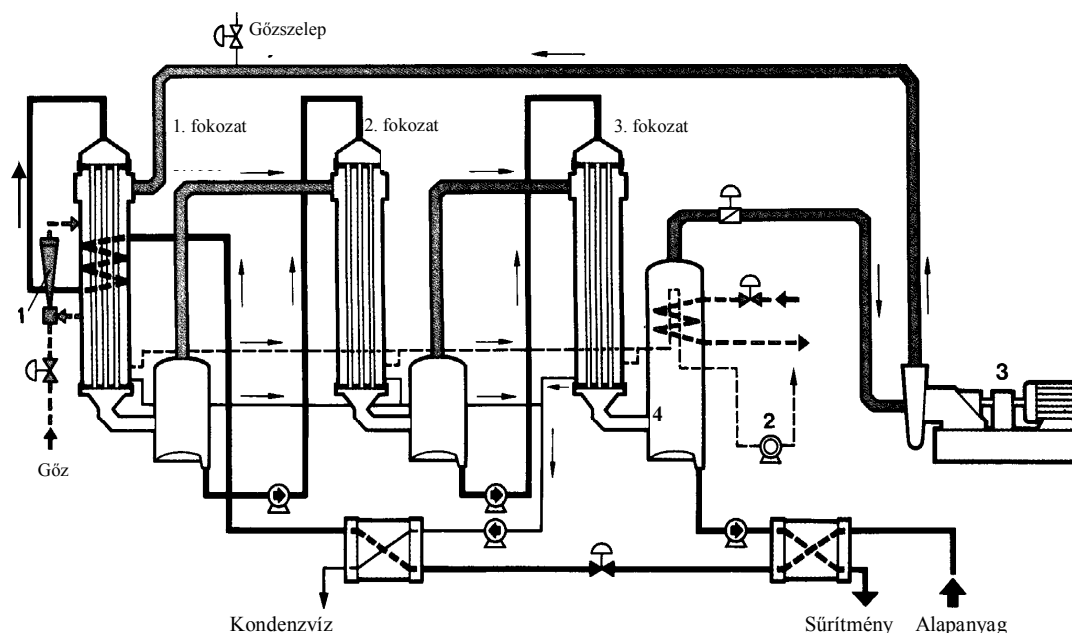 Gőzszelep
1. fokozat
2. fokozat
3. fokozat
1
3
4
2
Gőz
Kondenzvíz
Sűrítmény
Alapanyag